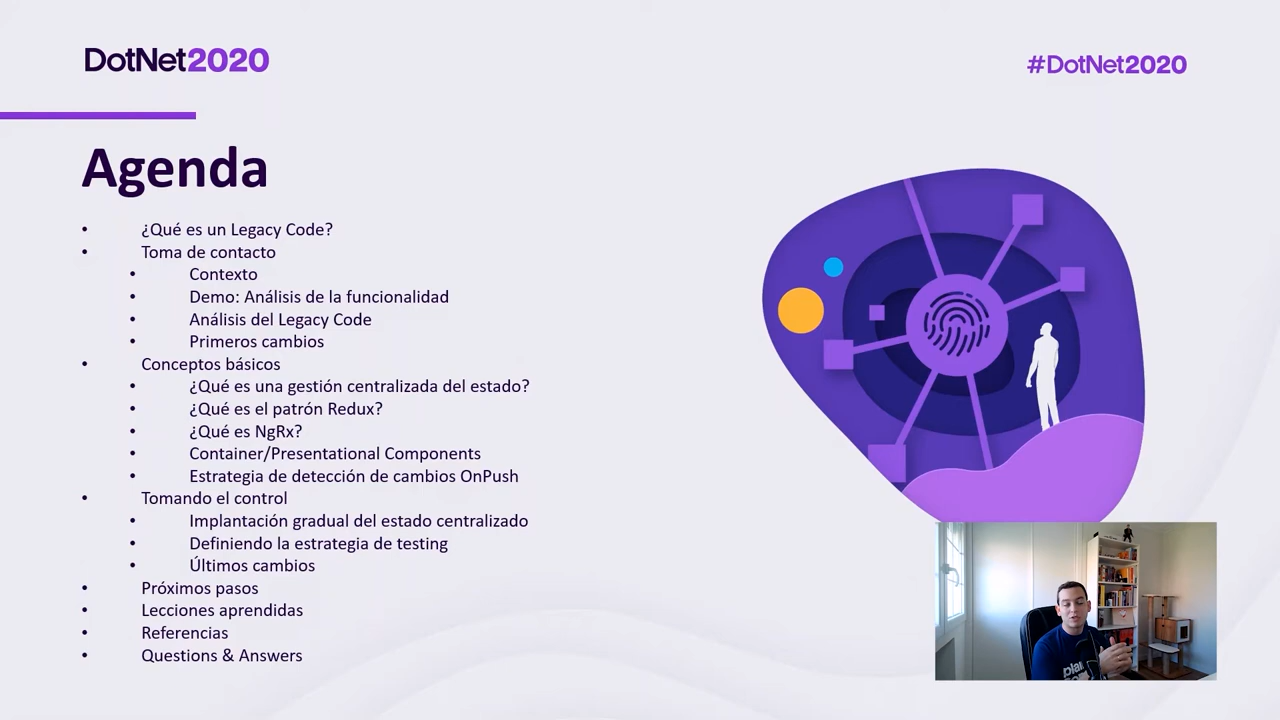 DotNet2020
#DotNet2020
Agenda
• ¿Qué es un Legacy Code?
• Toma de contacto
• Contexto
• Demo: Análisis de la funcionalidad
• Análisis del Legacy Code
• Primeros cambios
• Conceptos básicos
• ¿Qué es una gestión centralizada del estado?
• ¿Qué es el patrón Redux?
• ¿Qué es NgRx?
• Container/Presentational Components
• Estrategia de detección de cambios OnPush
• Tomando el control
• Implantación gradual del estado centralizado
• Definiendo la estrategia de testing
• Últimos cambios
• Próximos pasos
• Lecciones aprendidas
• Referencias
• Questions & Answers